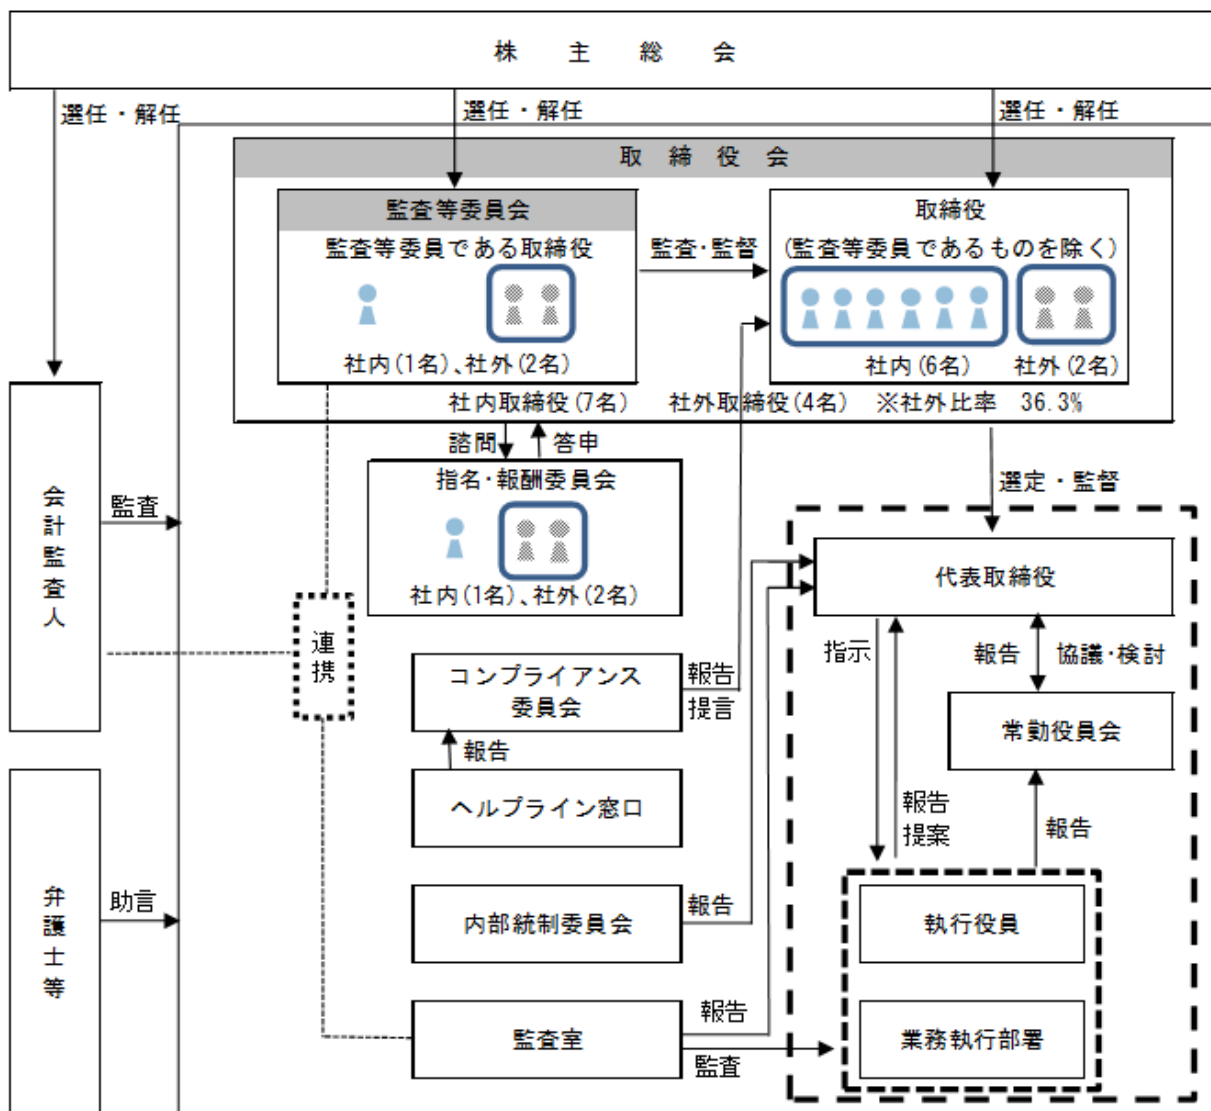 株 主 総 会
選任・解任
選任・解任
選任・解任
取 締 役 会
監査等委員会
監査等委員である取締役
社内(1名)、社外(2名)
監査・監督
取締役
(監査等委員であるものを除く)
社内(6名)
社外(2名)
社内取締役(7名) 社外取締役(4名) ※社外比率 36.3%
諮問
答申
指名・報酬委員会
社内(1名)、社外(2名)
選定・監督
会計監査人
監査
連携
代表取締役
指示
報告
協議・検討
コンプライアンス
委員会
報告
提言
常勤役員会
報告
ヘルプライン窓口
報告
提案
報告
弁護士等
助言
内部統制委員会
報告
執行役員
監査室
報告
監査
業務執行部署